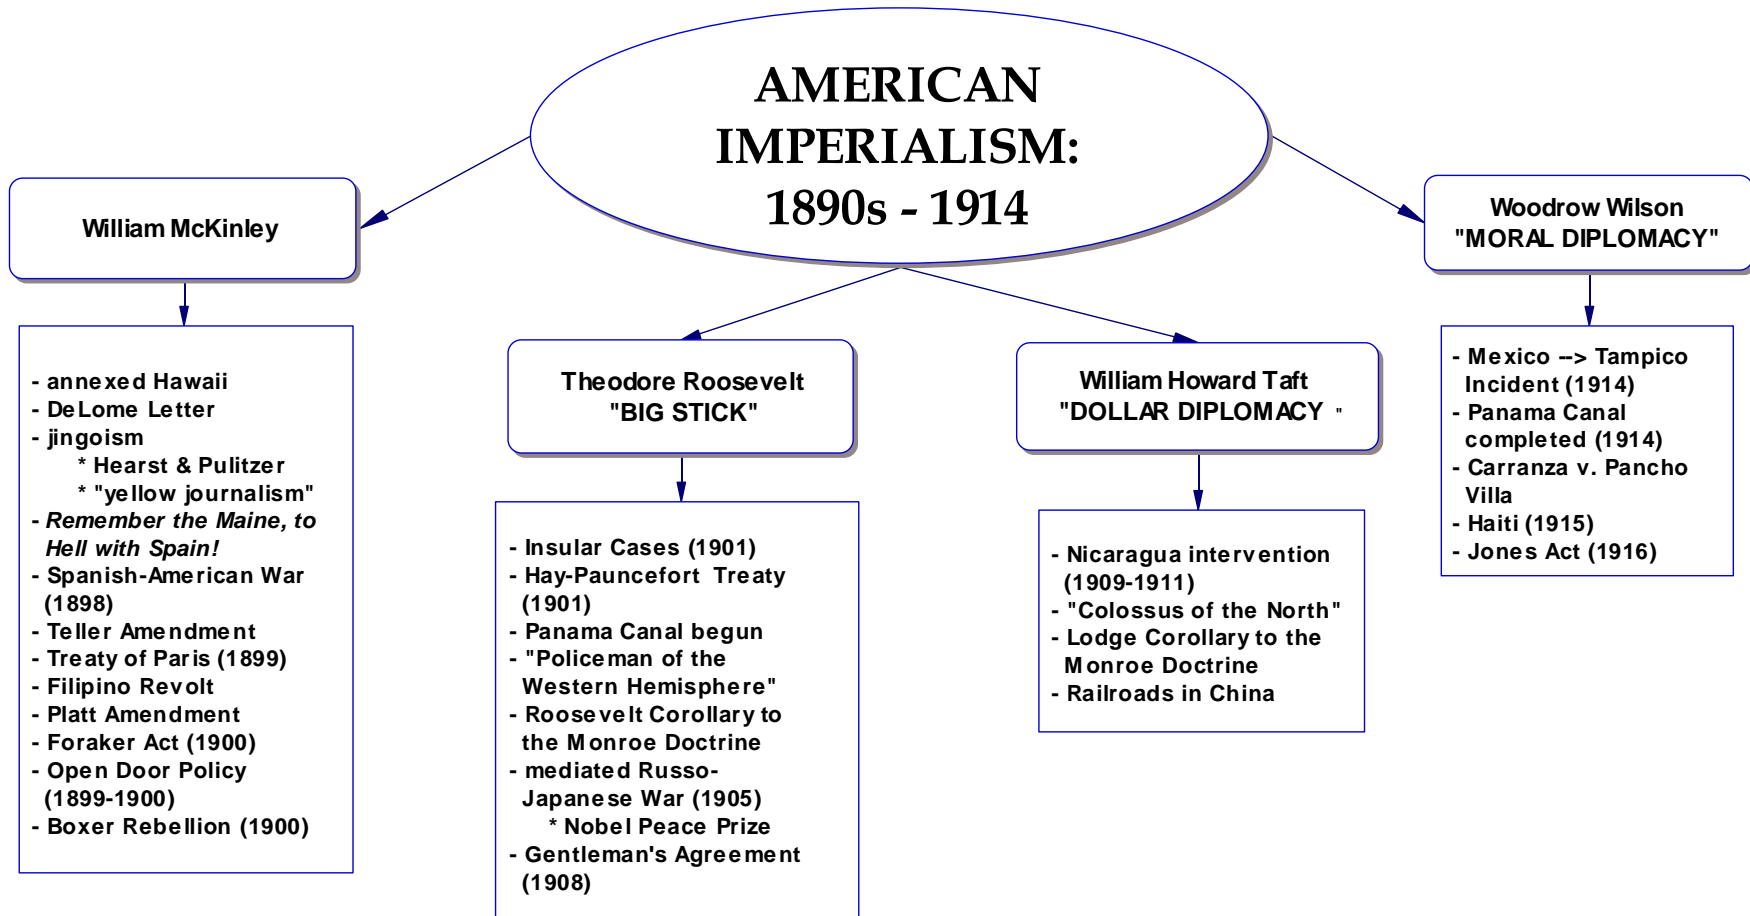 AMERICAN
IMPERIALISM:
1890s - 1914
William McKinley
- annexed Hawaii
- DeLome Letter
- jingoism
* Hearst & Pulitzer
* "yellow journalism"
- Remember the Maine, to
Hell with Spain!
- Spanish-American War
(1898)
- Teller Amendment
- Treaty of Paris (1899)
- Filipino Revolt
- Platt Amendment
- Foraker Act (1900)
- Open Door Policy
(1899-1900)
- Boxer Rebellion (1900)
Theodore Roosevelt
"BIG STICK"
- Insular Cases (1901)
- Hay-Pauncefort Treaty
(1901)
- Panama Canal begun
- "Policeman of the
Western Hemisphere"
- Roosevelt Corollary to
the Monroe Doctrine
- mediated Russo-
Japanese War (1905)
* Nobel Peace Prize
- Gentleman's Agreement
(1908)
William Howard Taft
"DOLLAR DIPLOMACY "
- Nicaragua intervention
(1909-1911)
- "Colossus of the North"
- Lodge Corollary to the
Monroe Doctrine
- Railroads in China
Woodrow Wilson
"MORAL DIPLOMACY"
- Mexico --> Tampico
Incident (1914)
- Panama Canal
completed (1914)
- Carranza v. Pancho
Villa
- Haiti (1915)
- Jones Act (1916)